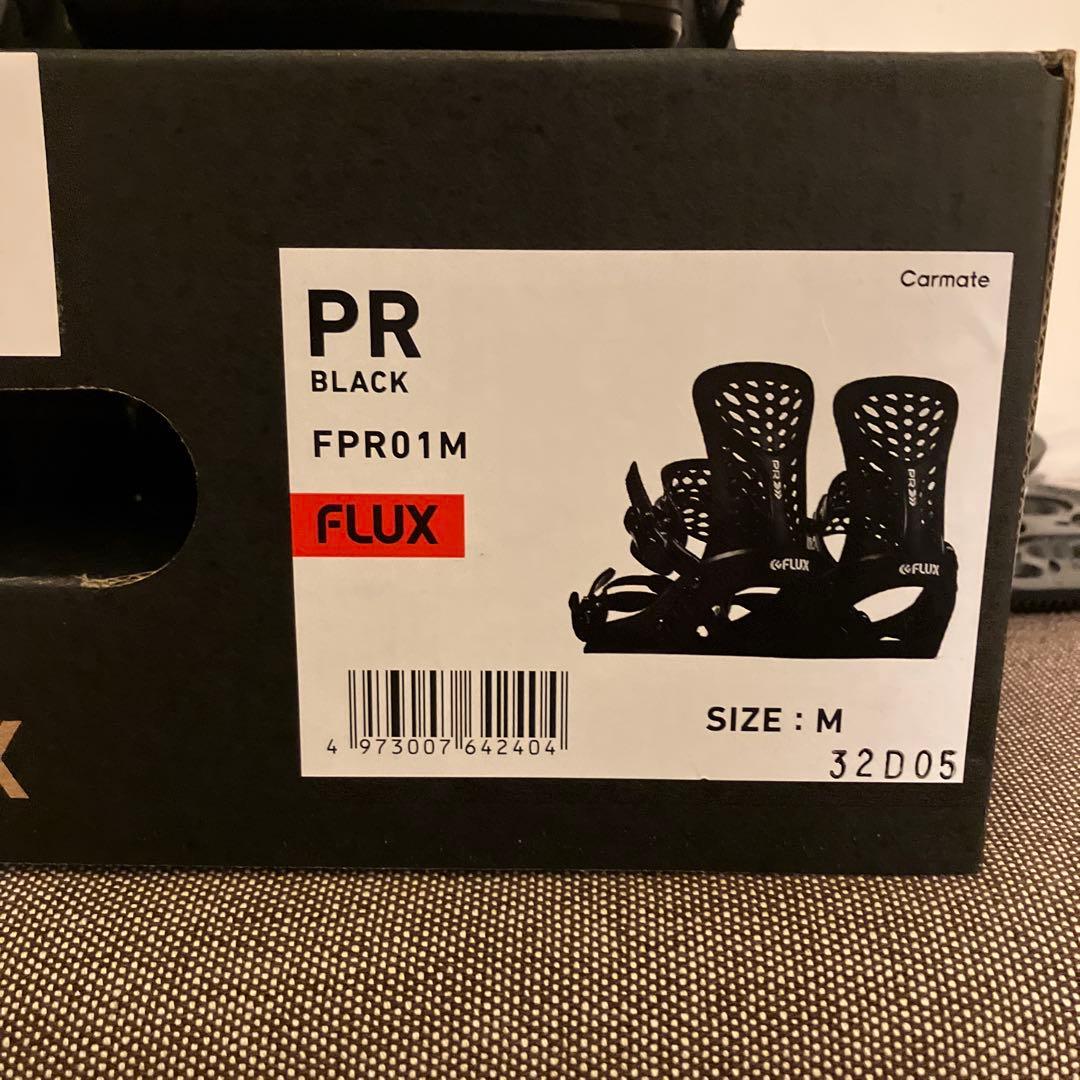 Carmate
PR
BLACK
FPR01M
FLUX
PR
FLUX
FLUX
4 973007 642404
SIZE : M
32D05
X